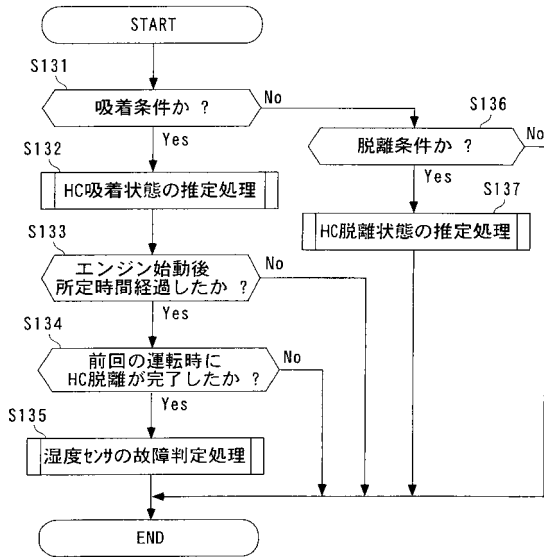 START
S131
吸着条件か ?
No
S136
Yes
脱離条件か ?
No
S132
Yes
S137
HC吸着状態の推定処理
HC脱離状態の推定処理
S133
エンジン始動後
所定時間経過したか ?
No
Yes
S134
前回の運転時に
HC脱離が完了したか ?
No
Yes
S135
湿度センサの故障判定処理
END